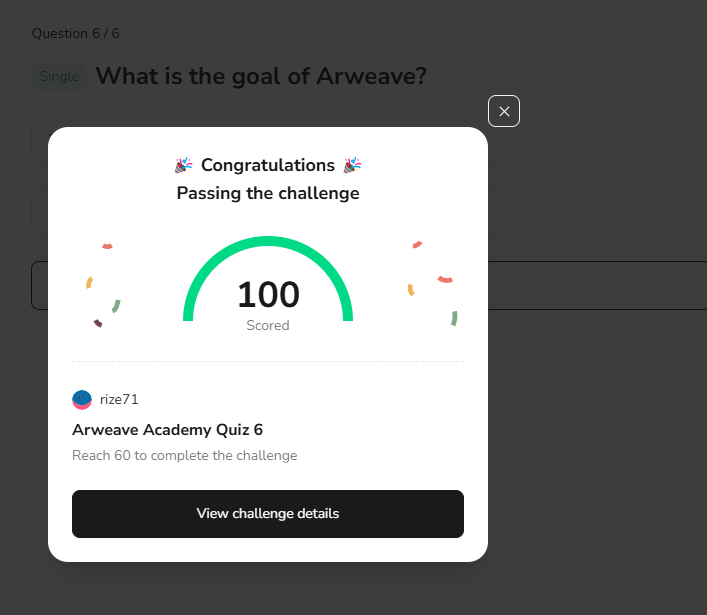 Question 6 / 6
Single What is the goal of Arweave?
🎉 Congratulations 🎉
Passing the challenge
100
Scored
rize71
Arweave Academy Quiz 6
Reach 60 to complete the challenge
View challenge details